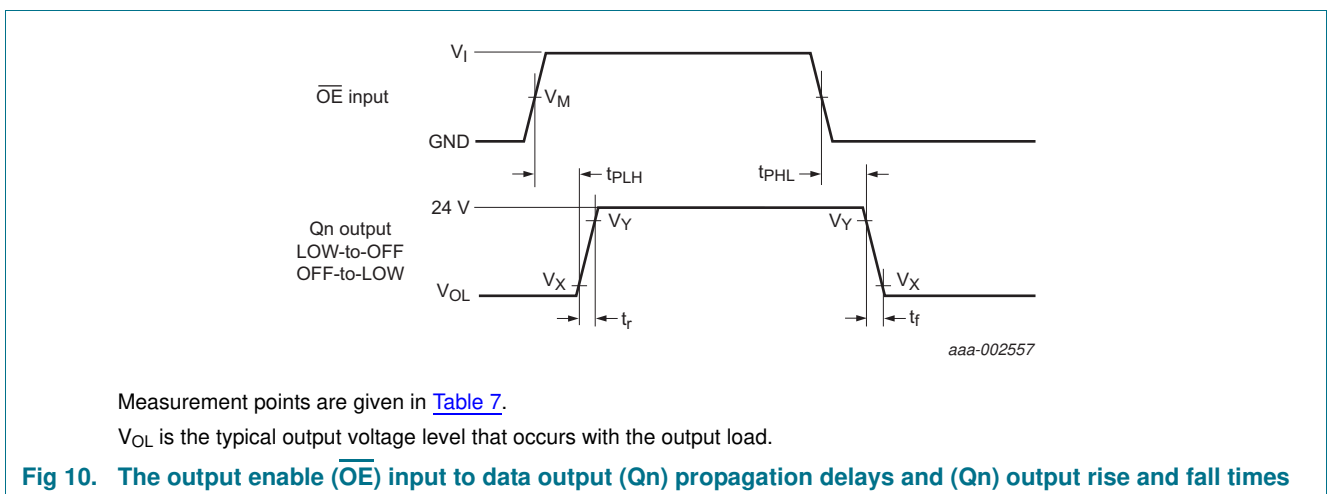 V_I
OE input
V_M
GND
t_PLH
t_PHL
24 V
Qn output
LOW-to-OFF
OFF-to-LOW
V_Y
V_Y
V_X
V_X
V_OL
t_r
t_f
aaa-002557
Measurement points are given in Table 7.
V_OL is the typical output voltage level that occurs with the output load.
Fig 10. The output enable (OE) input to data output (Qn) propagation delays and (Qn) output rise and fall times